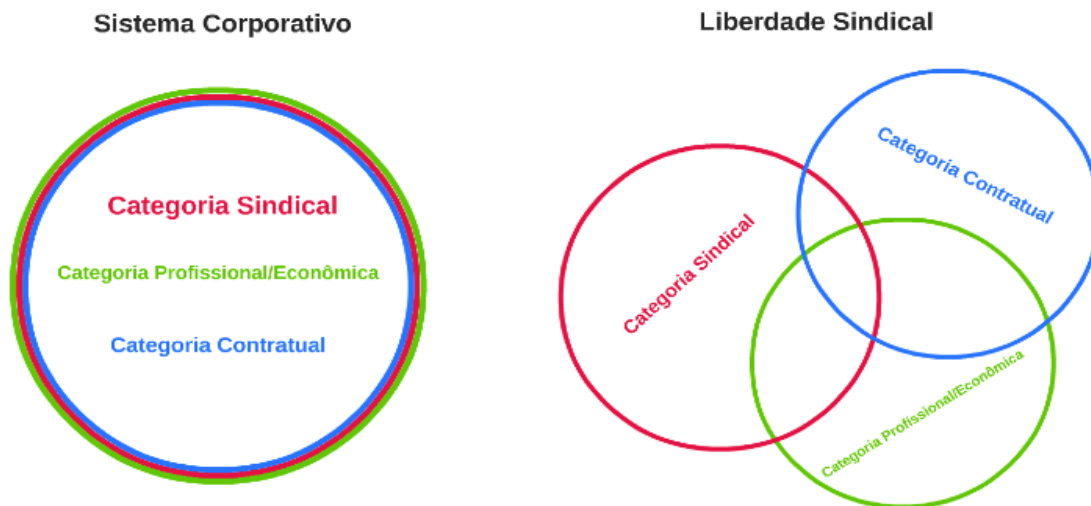 Sistema Corporativo
Categoria Sindical
Categoria Profissional/Econômica
Categoria Contratual
Liberdade Sindical
Categoria Contratual
Categoria Sindical
Categoria Profissional/Econômica